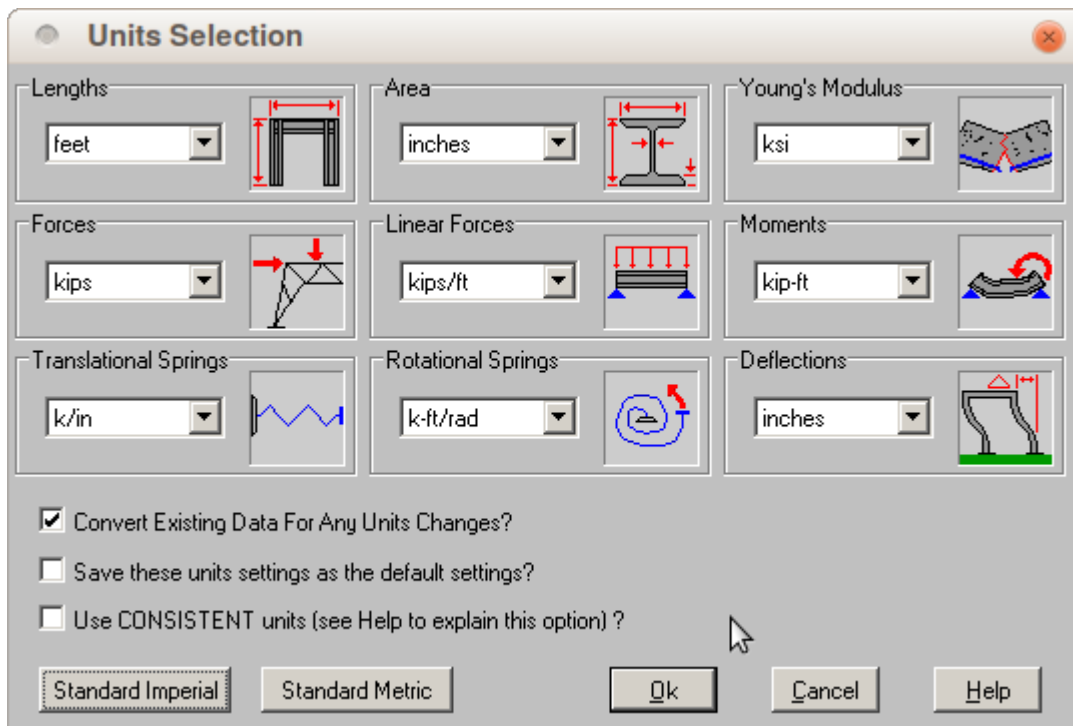 Units Selection
Lengths
Area
Young's Modulus
feet
inches
ksi
Forces
Linear Forces
Moments
kips
kips/ft
kip-ft
Translational Springs
Rotational Springs
Deflections
k/in
k-ft/rad
inches
Convert Existing Data For Any Units Changes?
Save these units settings as the default settings?
Use CONSISTENT units (see Help to explain this option) ?
Standard Imperial
Standard Metric
Ok
Cancel
Help